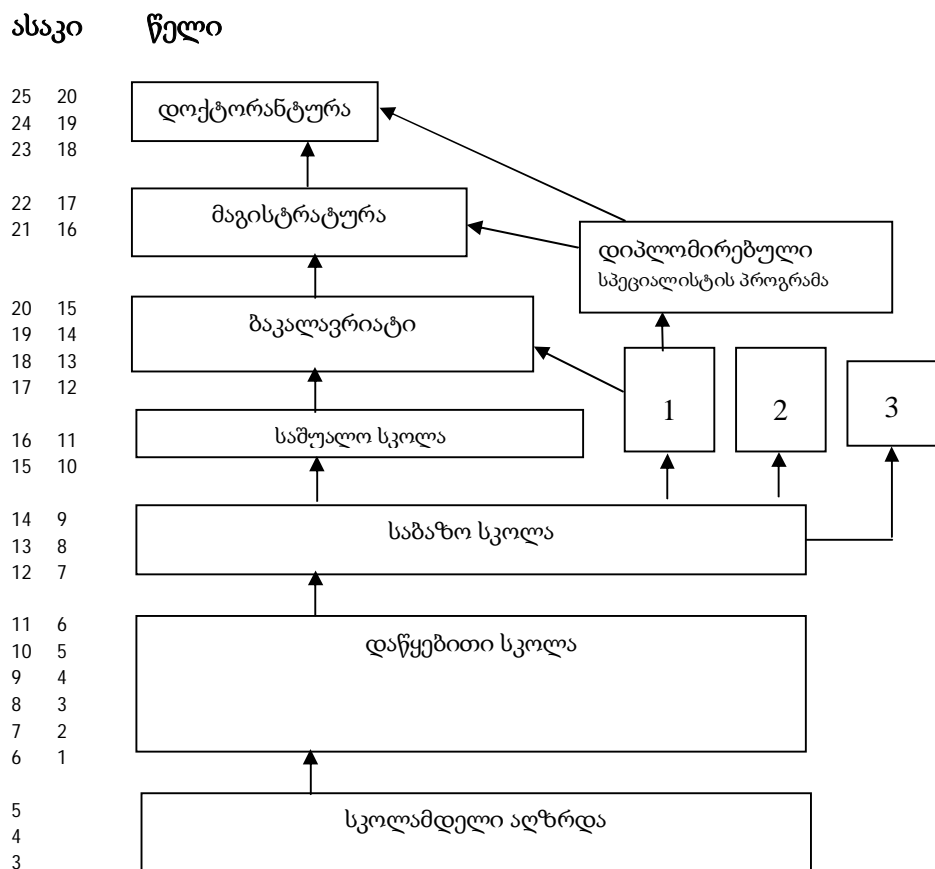 ასაკი წელი
25 20
24 19
23 18
დოქტორანტურა
22 17
21 16
მაგისტრატურა
დიპლომირებული
სპეციალისტის პროგრამა
20 15
19 14
18 13
17 12
ბაკალავრიატი
1
2
3
16 11
15 10
საშუალო სკოლა
14 9
13 8
12 7
საბაზო სკოლა
11 6
10 5
9 4
8 3
7 2
6 1
დაწყებითი სკოლა
5
4
3
სკოლამდელი აღზრდა